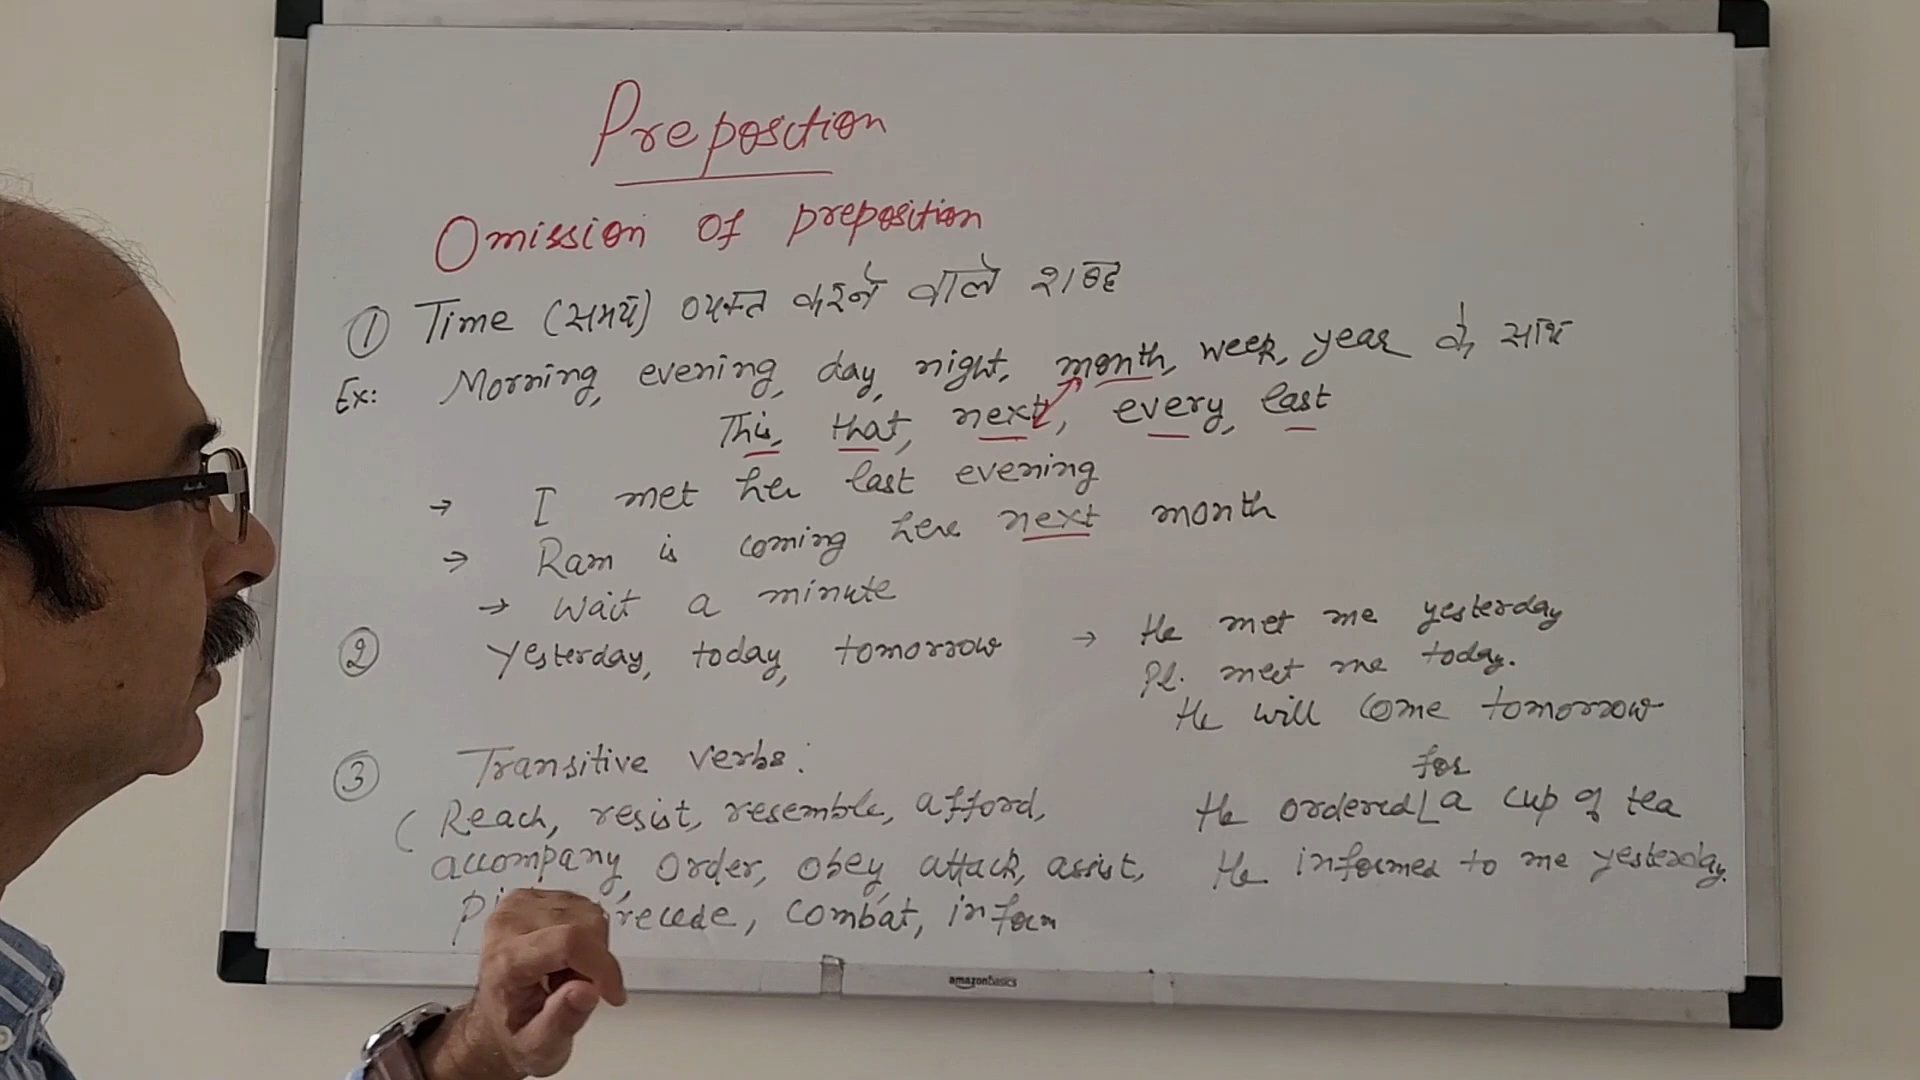 Preposition
Omission of preposition
① Time (समय) व्यक्त करने वाले शब्द
Ex: Morning, evening, day, night, month, week, year के साथ
This, that, next, every, last
→ I met her last evening
→ Ram is coming here next month
→ Wait a minute
② Yesterday, today, tomorrow → He met me yesterday
Pl. meet me today.
He will come tomorrow
③ Transitive verbs:
for
(Reach, resist, resemble, afford, He ordered a cup of tea
accompany, order, obey, attack, assist, He informed to me yesterday.
precede, combat, inform
amazonbasics